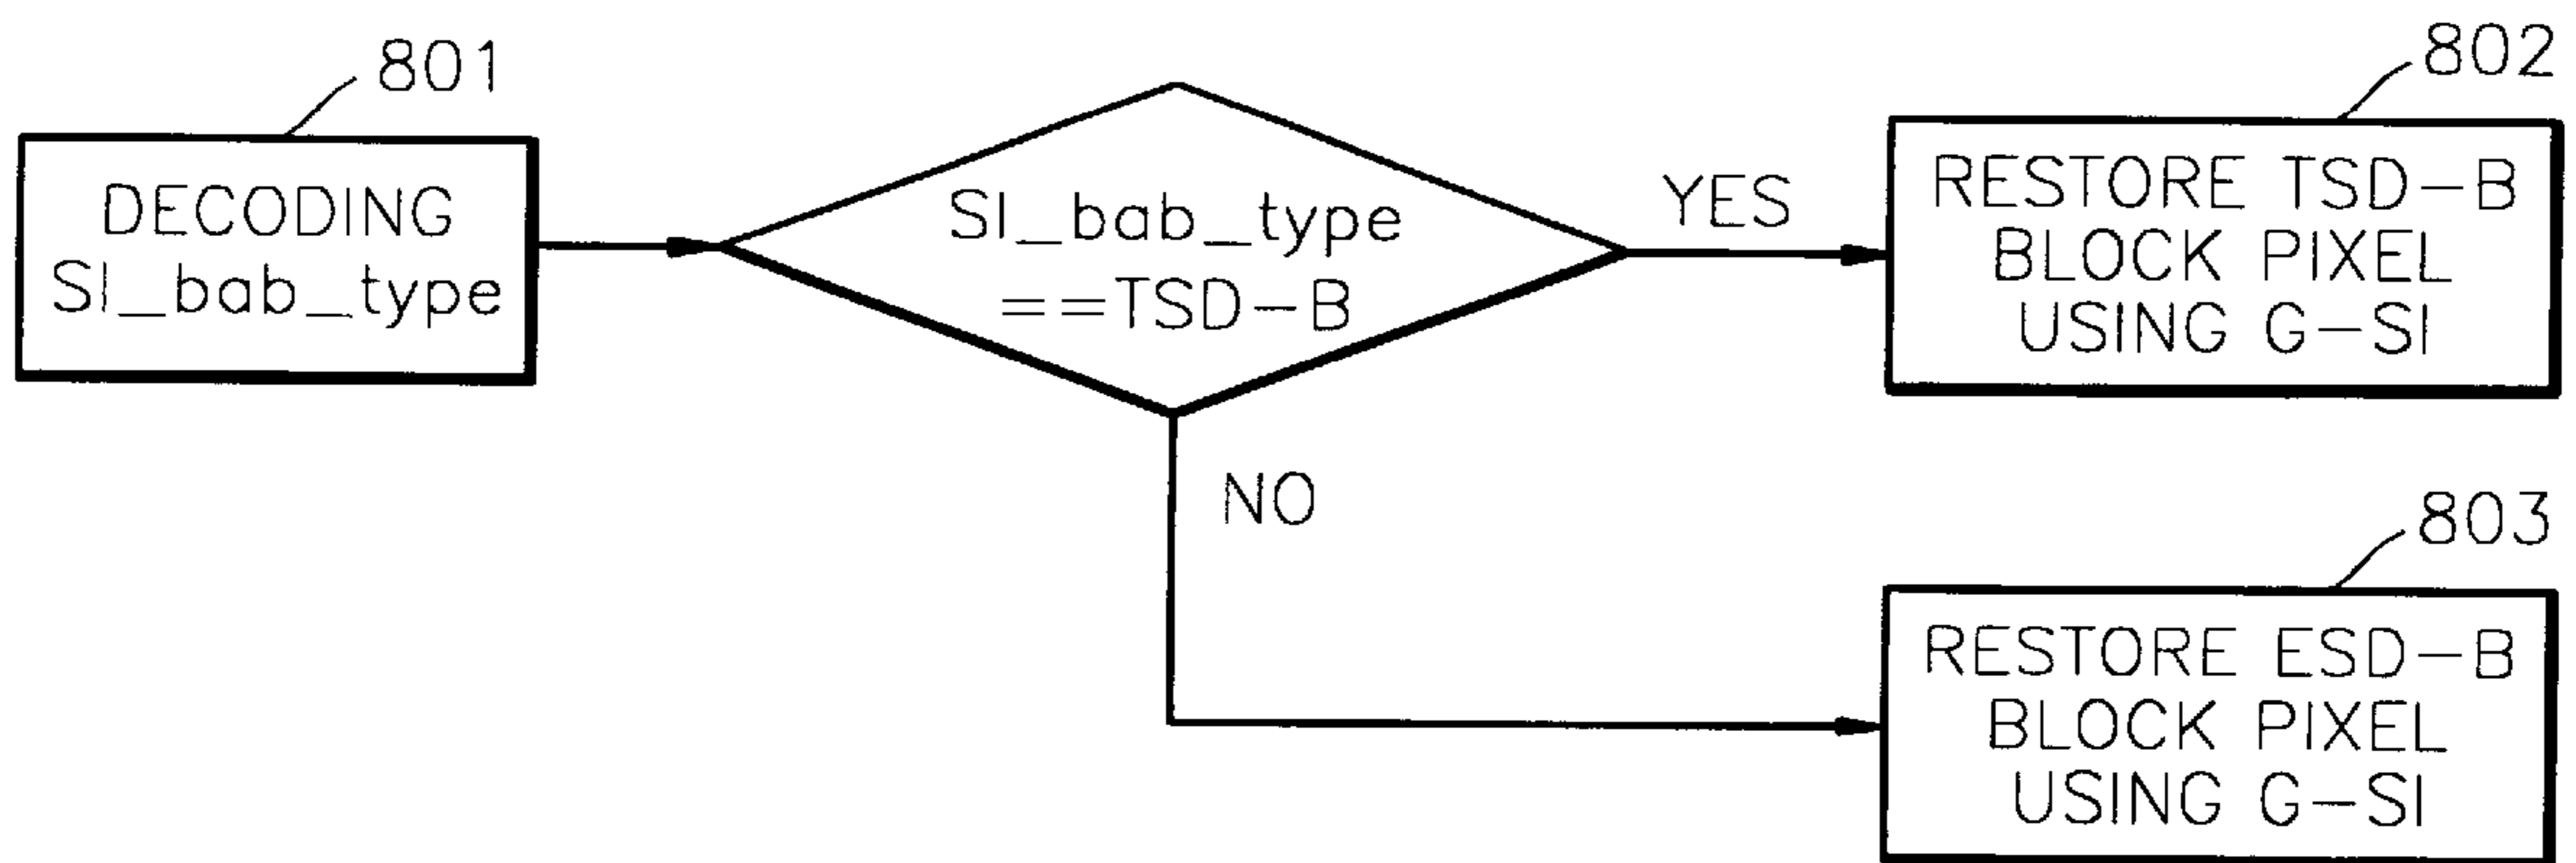 801
DECODING
SI_bab_type
SI_bab_type
==TSD-B
YES
NO
802
RESTORE TSD-B
BLOCK PIXEL
USING G-SI
803
RESTORE ESD-B
BLOCK PIXEL
USING G-SI